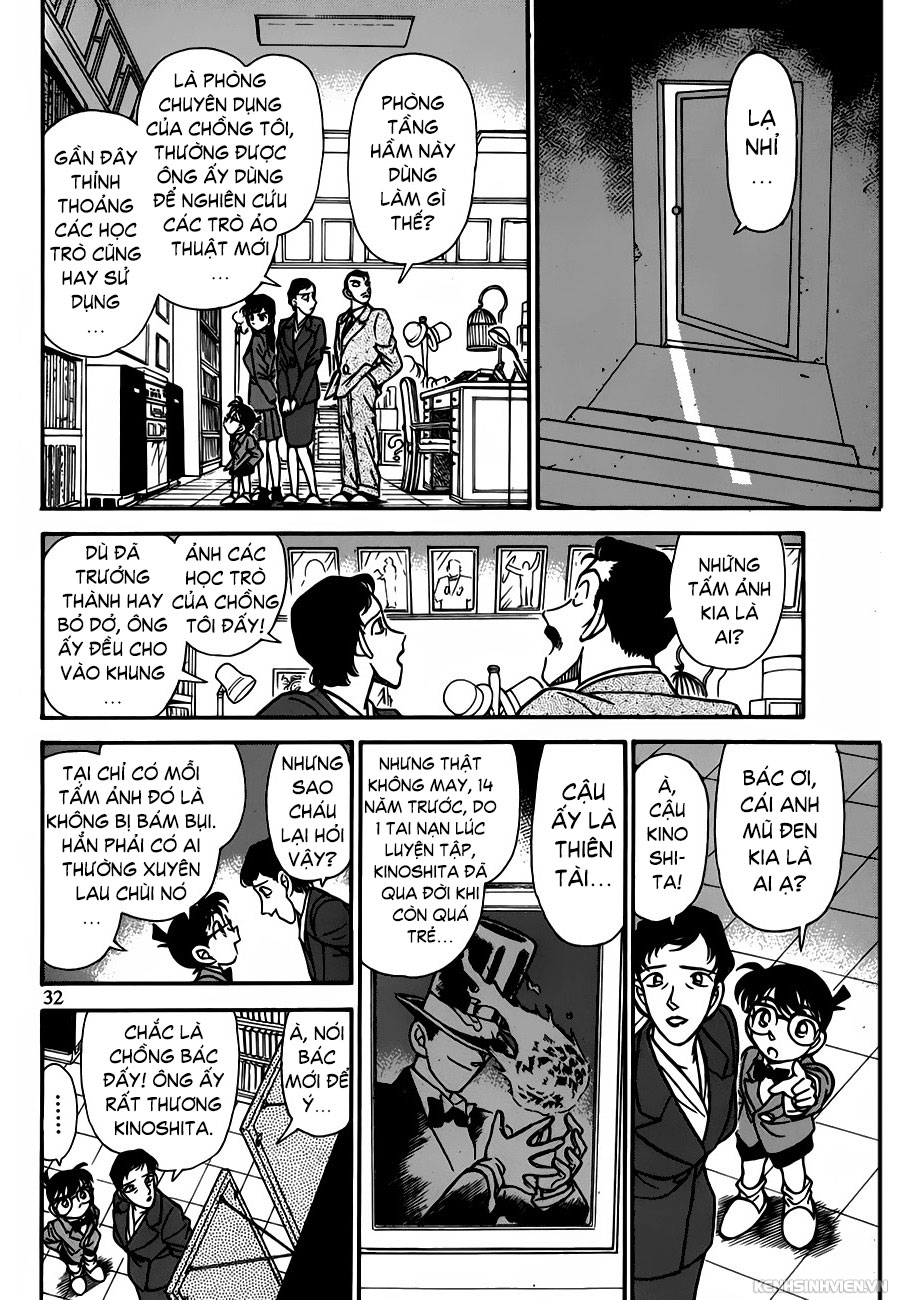 LẠ
NHỈ
...
PHÒNG
TẦNG
HẦM NÀY
DÙNG
LÀM GÌ
THẾ?
LÀ PHÒNG
CHUYÊN DỤNG
CỦA CHỒNG TÔI,
THƯỜNG ĐƯỢC
ÔNG ẤY DÙNG
ĐỂ NGHIÊN CỨU
CÁC TRÒ ẢO
THUẬT MỚI
...
GẦN ĐÂY
THỈNH
THOẢNG
CÁC HỌC
TRÒ CŨNG
HAY SỬ
DỤNG
...
NHỮNG
TẤM ẢNH
KIA LÀ
AI?
ẢNH CÁC
HỌC TRÒ
CỦA CHỒNG
TÔI ĐẤY!
DÙ ĐÃ
TRƯỞNG
THÀNH HAY
BỎ DỞ, ÔNG
ẤY ĐỀU CHO
VÀO KHUNG
...
BÁC ƠI,
CÁI ANH
MŨ ĐEN
KIA LÀ
AI Ạ?
À,
CẬU
KINO
SHI-
TA!
CẬU
ẤY LÀ
THIÊN
TÀI...
NHƯNG THẬT
KHÔNG MAY, 14
NĂM TRƯỚC, DO
1 TAI NẠN LÚC
LUYỆN TẬP,
KINOSHITA ĐÃ
QUA ĐỜI KHI
CÒN QUÁ
TRẺ...
NHƯNG
SAO
CHÁU
LẠI HỎI
VẬY?
TẠI CHỈ CÓ MỖI
TẤM ẢNH ĐÓ LÀ
KHÔNG BỊ BÁM BỤI.
HẲN PHẢI CÓ AI
THƯỜNG XUYÊN
LAU CHÙI NÓ
...
32
À, NÓI
BÁC
MỚI ĐỂ
Ý...
CHẮC LÀ
CHỒNG BÁC
ĐẤY! ÔNG ẤY
RẤT THƯƠNG
KINOSHITA.
......
KENHSINHVIEN.VN